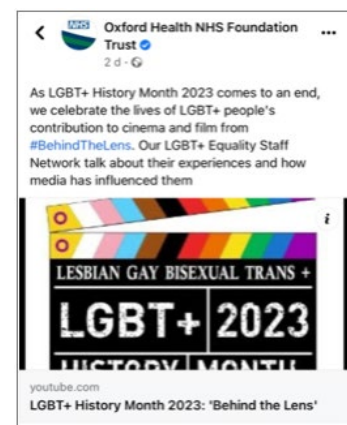 NHS
Oxford Health NHS Foundation
Trust
2 d
As LGBT+ History Month 2023 comes to an end,
we celebrate the lives of LGBT+ people's
contribution to cinema and film from
#BehindTheLens. Our LGBT+ Equality Staff
Network talk about their experiences and how
media has influenced them
i
LESBIAN GAY BISEXUAL TRANS +
LGBT+ 2023
HISTORY MONTH
youtube.com
LGBT+ History Month 2023: 'Behind the Lens'